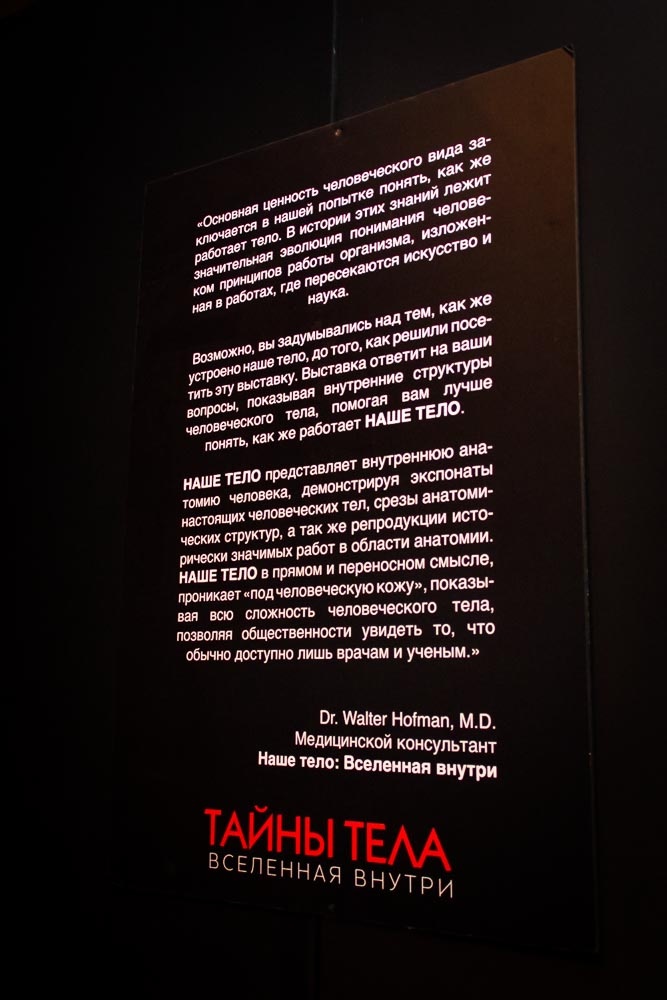 «Основная ценность человеческого вида за-
ключается в нашей попытке понять, как же
работает тело. В истории этих знаний лежит
значительная эволюция понимания челове-
ком принципов работы организма, изложен-
ная в работах, где пересекаются искусство и
наука.
Возможно, вы задумывались над тем, как же
устроено наше тело, до того, как решили посе-
тить эту выставку. Выставка ответит на ваши
вопросы, показывая внутренние структуры
человеческого тела, помогая вам лучше
понять, как же работает НАШЕ ТЕЛО.
НАШЕ ТЕЛО представляет внутреннюю ана-
томию человека, демонстрируя экспонаты
настоящих человеческих тел, срезы анатоми-
ческих структур, а так же репродукции исто-
рически значимых работ в области анатомии.
НАШЕ ТЕЛО в прямом и переносном смысле,
проникает «под человеческую кожу», показы-
вая всю сложность человеческого тела,
позволяя общественности увидеть то, что
обычно доступно лишь врачам и ученым.»
Dr. Walter Hofman, M.D.
Медицинской консультант
Наше тело: Вселенная внутри
ТАЙНЫ ТЕЛА
ВСЕЛЕННАЯ ВНУТРИ